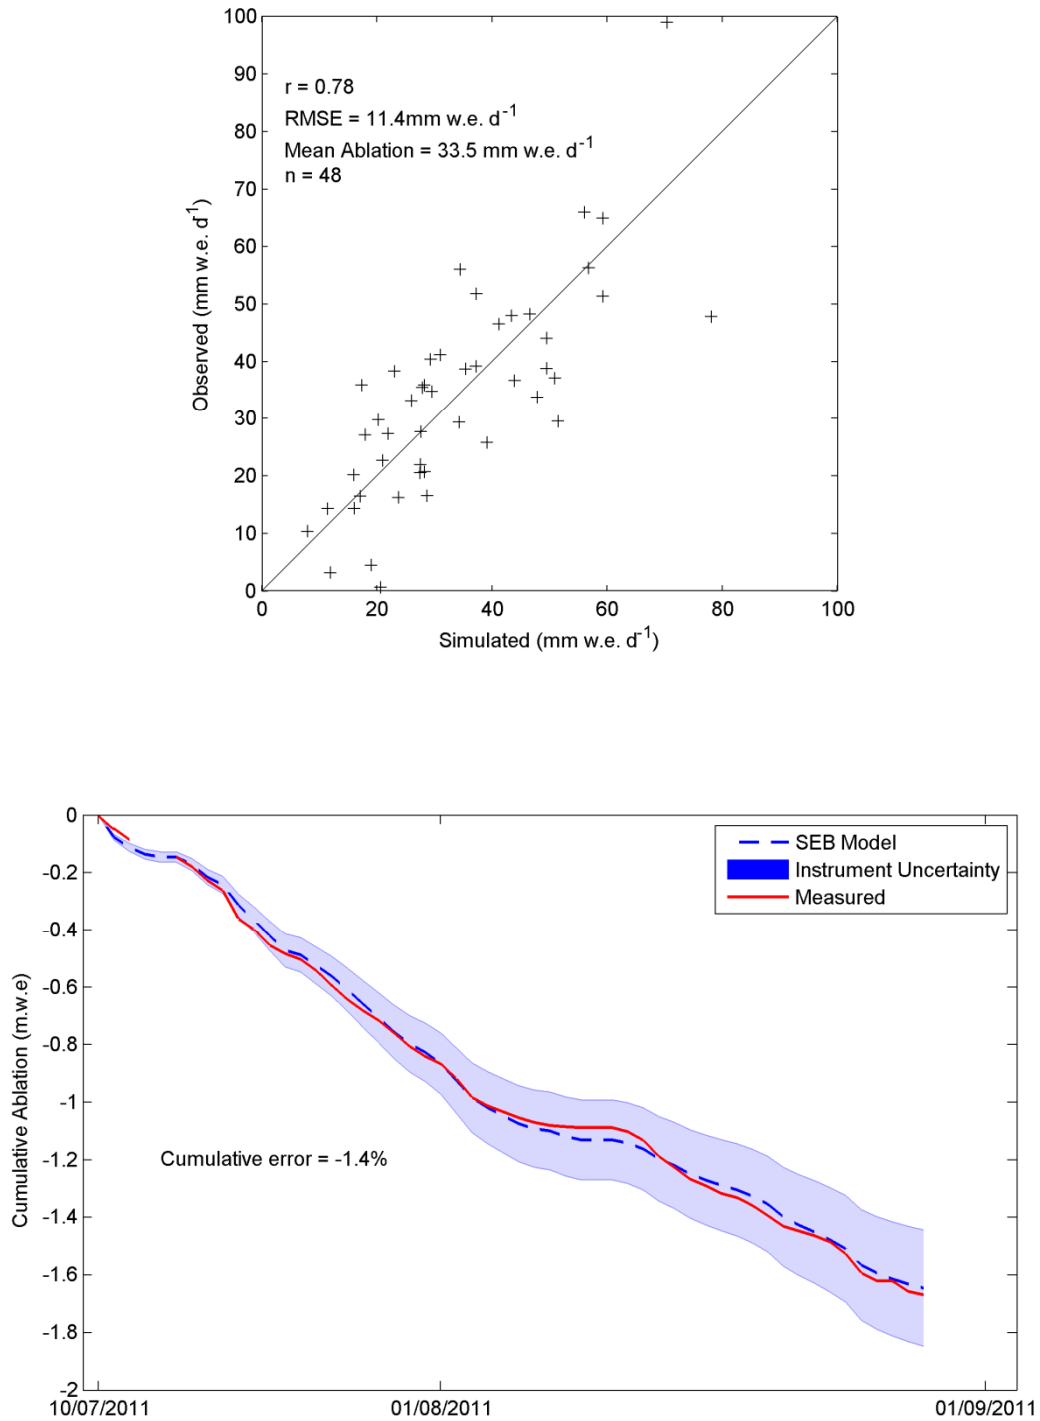 100
90
80
70
60
50
40
30
20
10
0
r = 0.78
RMSE = 11.4mm w.e. d-1
Mean Ablation = 33.5 mm w.e. d-1
n = 48
Observed (mm w.e. d-1)
0 20 40 60 80 100
Simulated (mm w.e. d-1)
0
-0.2
-0.4
-0.6
-0.8
-1
-1.2
-1.4
-1.6
-1.8
-2
SEB Model
Instrument Uncertainty
Measured
Cumulative Ablation (m.w.e)
Cumulative error = -1.4%
10/07/2011 01/08/2011 01/09/2011